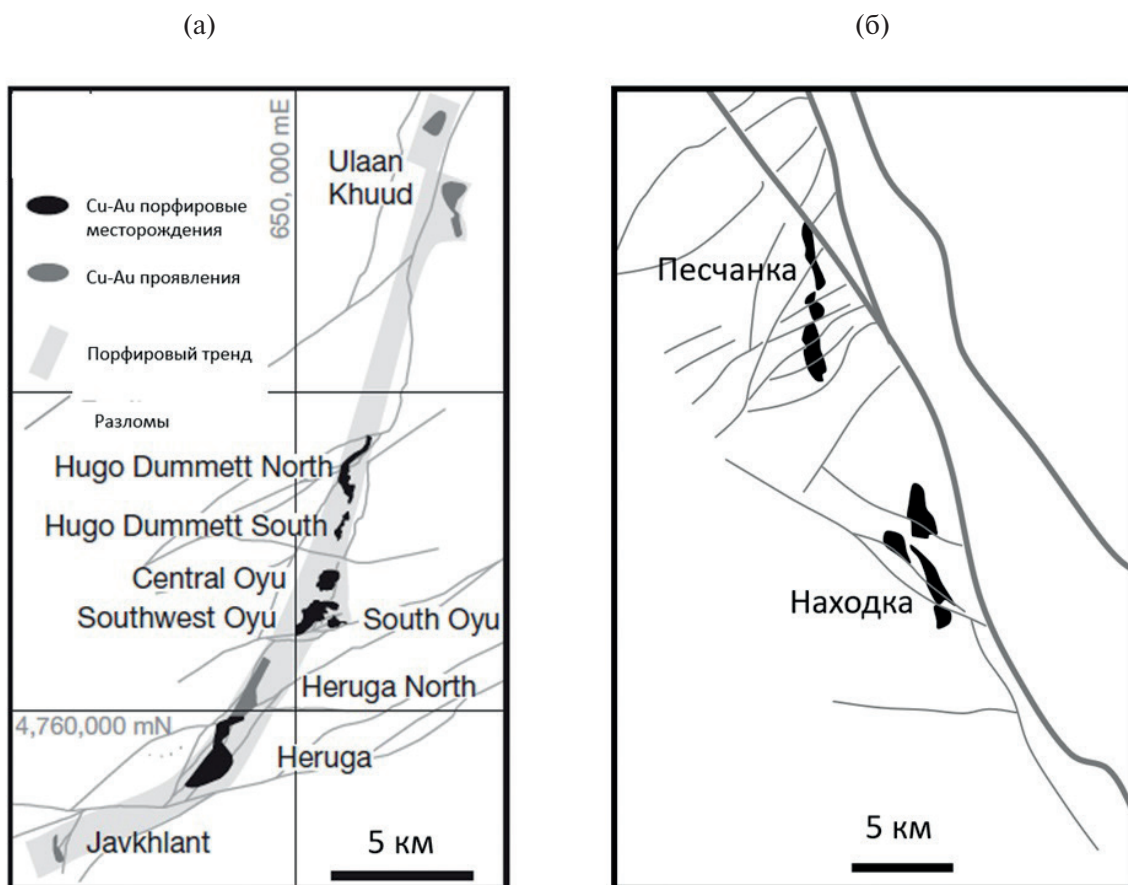 (а)
(б)
650, 000 mE
Ulaan
Khuud
Cu-Au порфировые
месторождения
Cu-Au проявления
Порфировый тренд
Разломы
Hugo Dummett North
Hugo Dummett South
Central Oyu
Southwest Oyu
South Oyu
Heruga North
4,760,000 mN
Heruga
Javkhlant
5 км
Песчанка
Находка
5 км